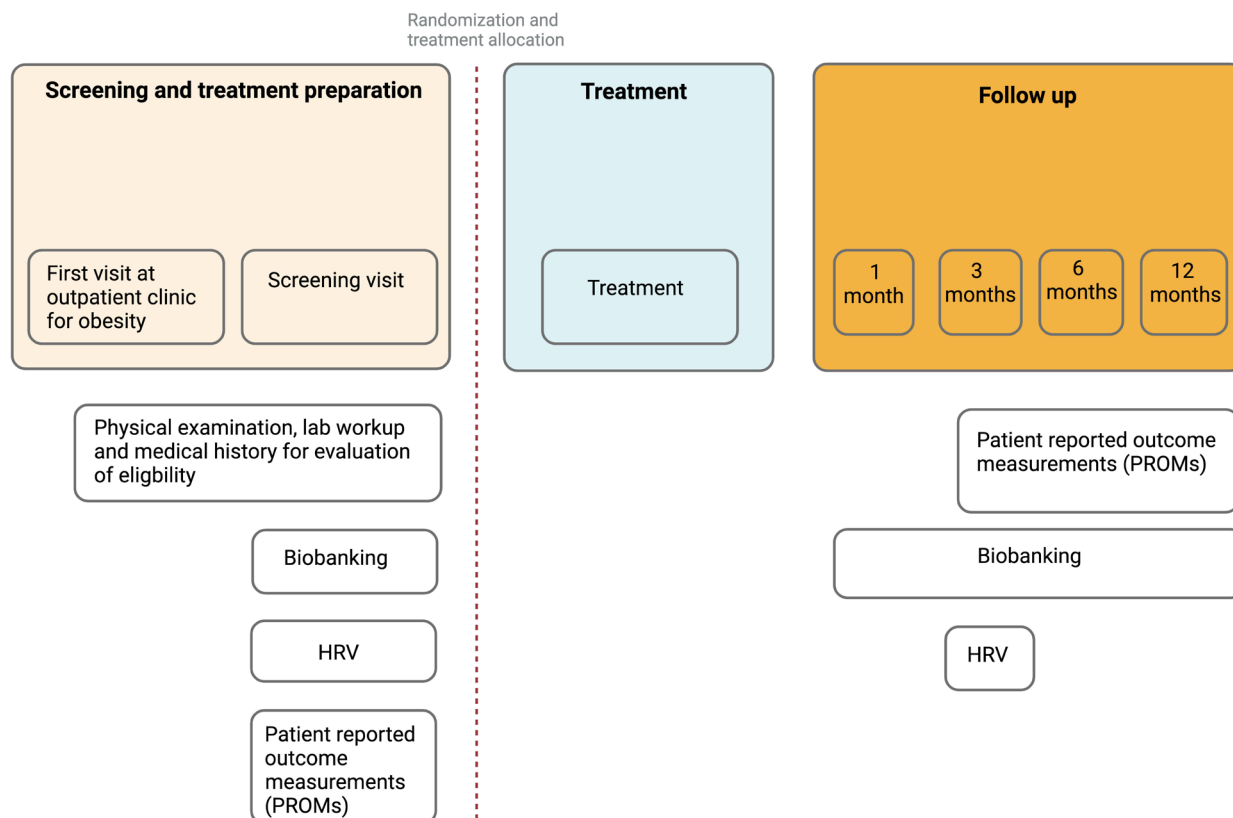 Randomization and
treatment allocation
Screening and treatment preparation
First visit at
outpatient clinic
for obesity
Screening visit
Treatment
Treatment
Follow up
1
month
3
months
6
months
12
months
Physical examination, lab workup
and medical history for evaluation
of eligbility
Biobanking
HRV
Patient reported
outcome
measurements
(PROMs)
Patient reported outcome
measurements (PROMs)
Biobanking
HRV